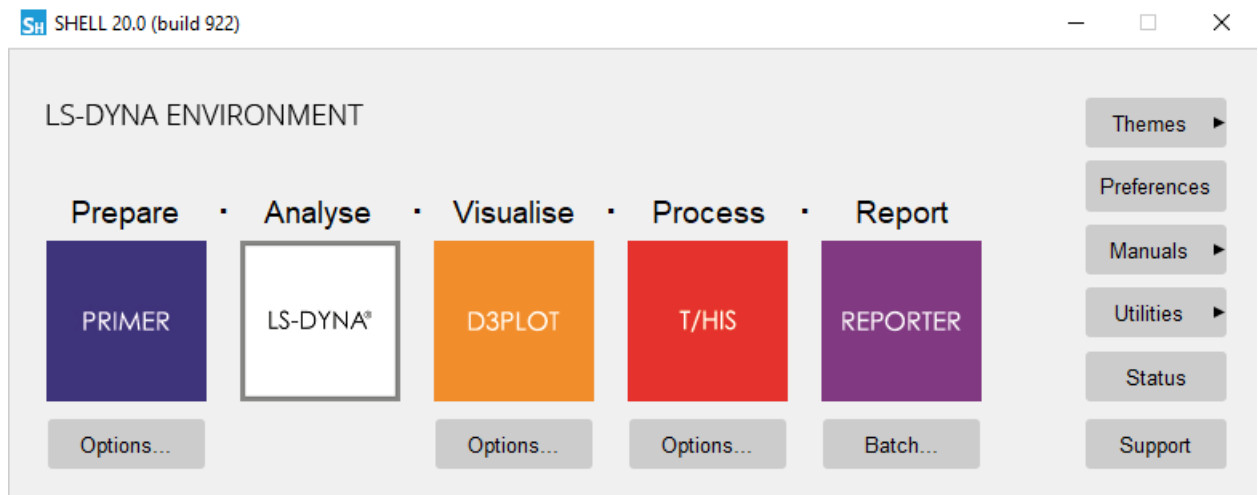 SH SHELL 20.0 (build 922)
LS-DYNA ENVIRONMENT
Prepare · Analyse · Visualise · Process · Report
PRIMER
LS-DYNA®
D3PLOT
T/HIS
REPORTER
Options...
Options...
Options...
Batch...
Themes
Preferences
Manuals
Utilities
Status
Support